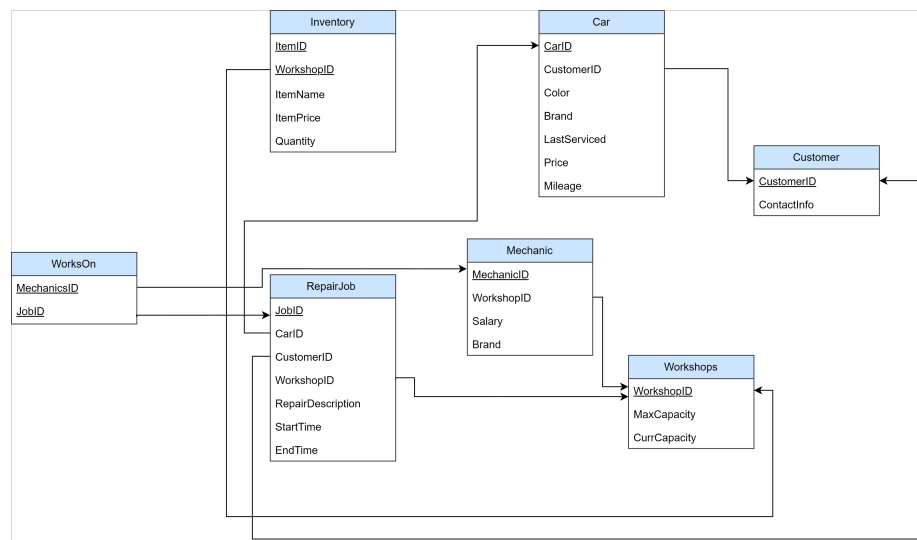 Inventory
ItemID
WorkshopID
ItemName
ItemPrice
Quantity
Car
CarID
CustomerID
Color
Brand
LastServiced
Price
Mileage
Customer
CustomerID
ContactInfo
WorksOn
MechanicsID
JobID
RepairJob
JobID
CarID
CustomerID
WorkshopID
RepairDescription
StartTime
EndTime
Mechanic
MechanicID
WorkshopID
Salary
Brand
Workshops
WorkshopID
MaxCapacity
CurrCapacity